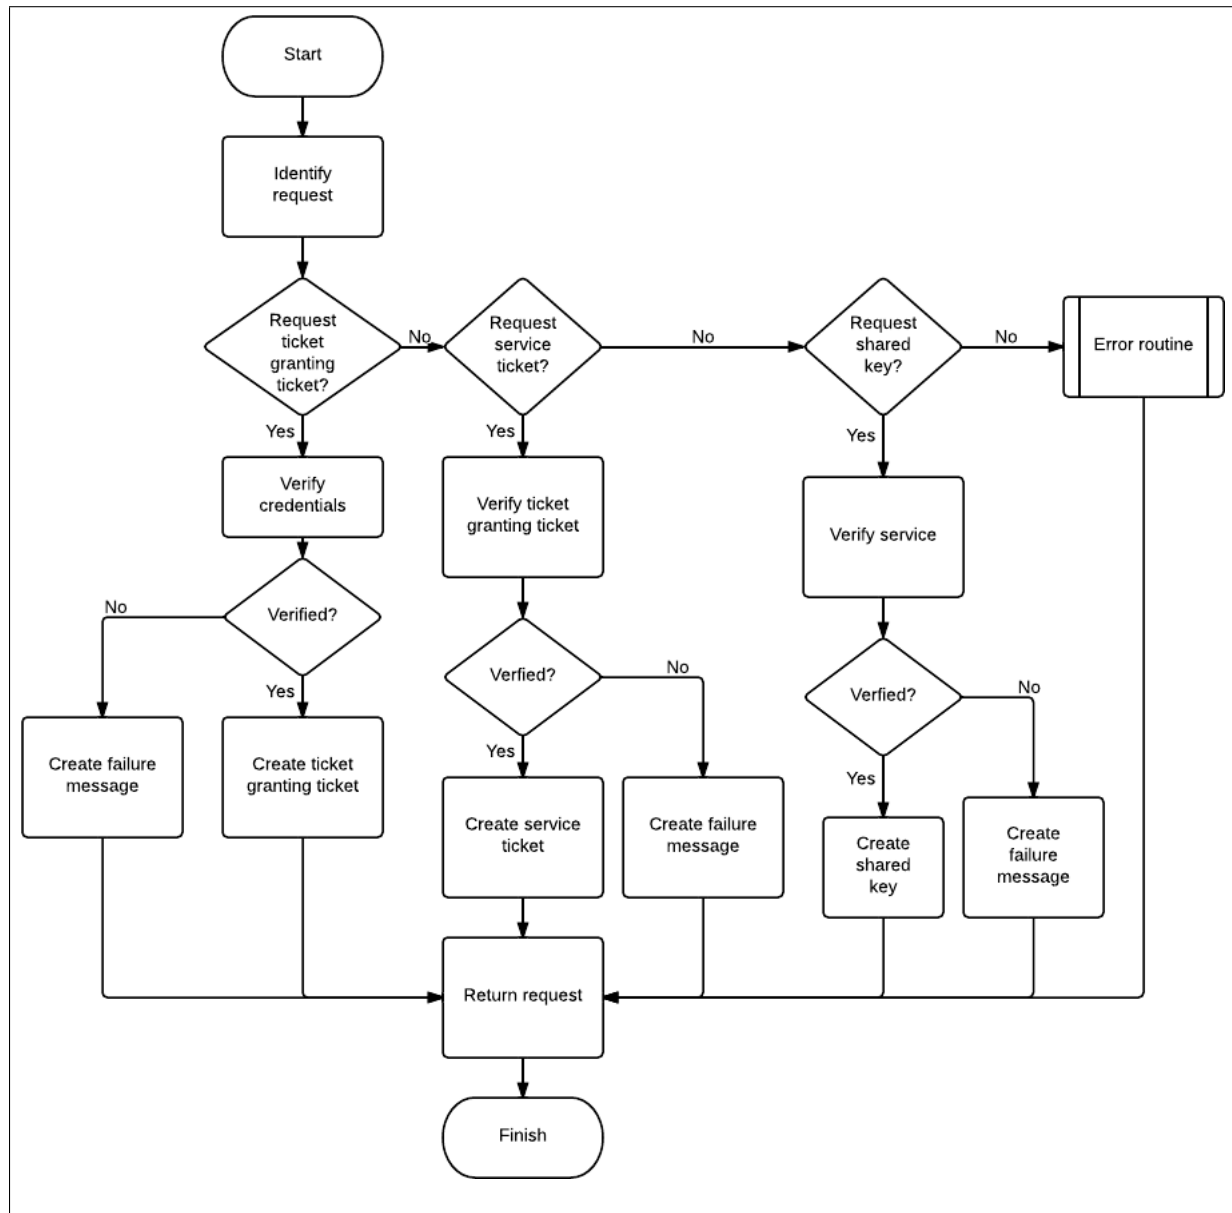 Start
Identify
request
Request
ticket
granting
ticket?
No
Request
service
ticket?
No
Request
shared
key?
No
Error routine
Yes
Yes
Yes
Verify
credentials
Verify ticket
granting ticket
Verify service
No
Verified?
Verfied?
No
Verfied?
No
Yes
Yes
Yes
Create failure
message
Create ticket
granting ticket
Create service
ticket
Create failure
message
Create
shared
key
Create
failure
message
Return request
Finish